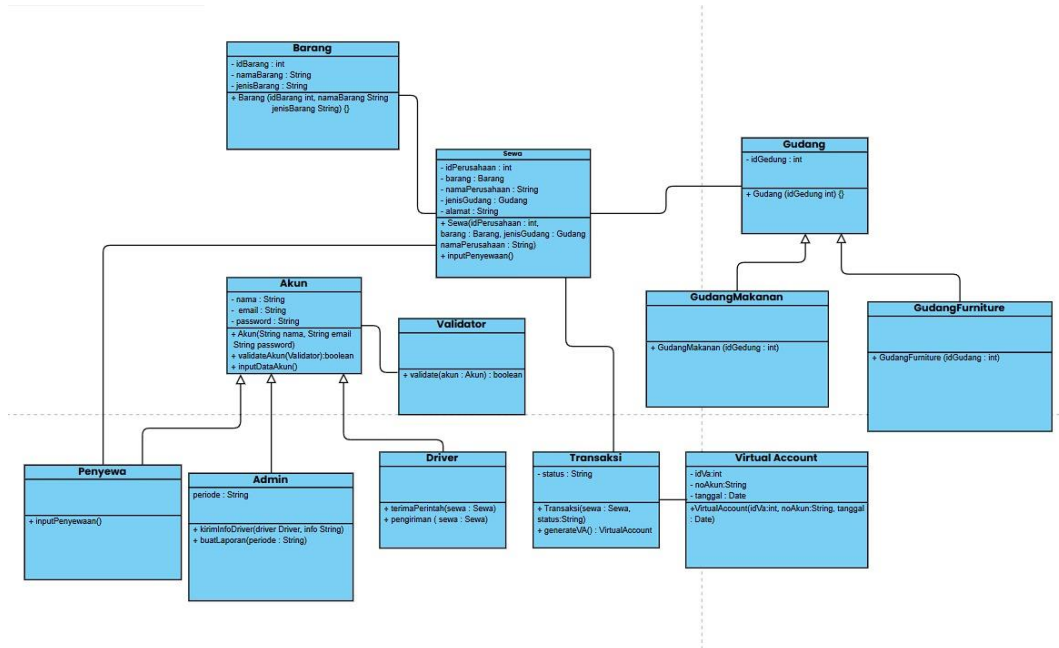 Barang
- idBarang : int
- namaBarang : String
- jenisBarang : String
+ Barang (idBarang int, namaBarang String
jenisBarang String) {}
Sewa
- idPerusahaan : int
- barang : Barang
- namaPerusahaan : String
- jenisGudang : Gudang
- alamat : String
+ Sewa(idPerusahaan : int,
barang : Barang, jenisGudang : Gudang
namaPerusahaan : String)
+ inputPenyewaan()
Gudang
- idGedung : int
+ Gudang (idGedung int) {}
Akun
- nama : String
- email : String
- password : String
+ Akun(String nama, String email
String password)
+ validateAkun(Validator):boolean
+ inputDataAkun()
Validator
+ validate(akun : Akun) : boolean
GudangMakanan
+ GudangMakanan (idGedung : int)
GudangFurniture
+ GudangFurniture (idGudang : int)
Penyewa
+ inputPenyewaan()
Admin
periode : String
+ kirimInfoDriver(driver Driver, info String)
+ buatLaporan(periode : String)
Driver
+ terimaPerintah(sewa : Sewa)
+ pengiriman ( sewa : Sewa)
Transaksi
- status : String
+ Transaksi(sewa : Sewa,
status:String)
+ generateVA() : VirtualAccount
Virtual Account
- idVa:int
- noAkun:String
- tanggal : Date
+VirtualAccount(idVa:int, noAkun:String, tanggal
: Date)